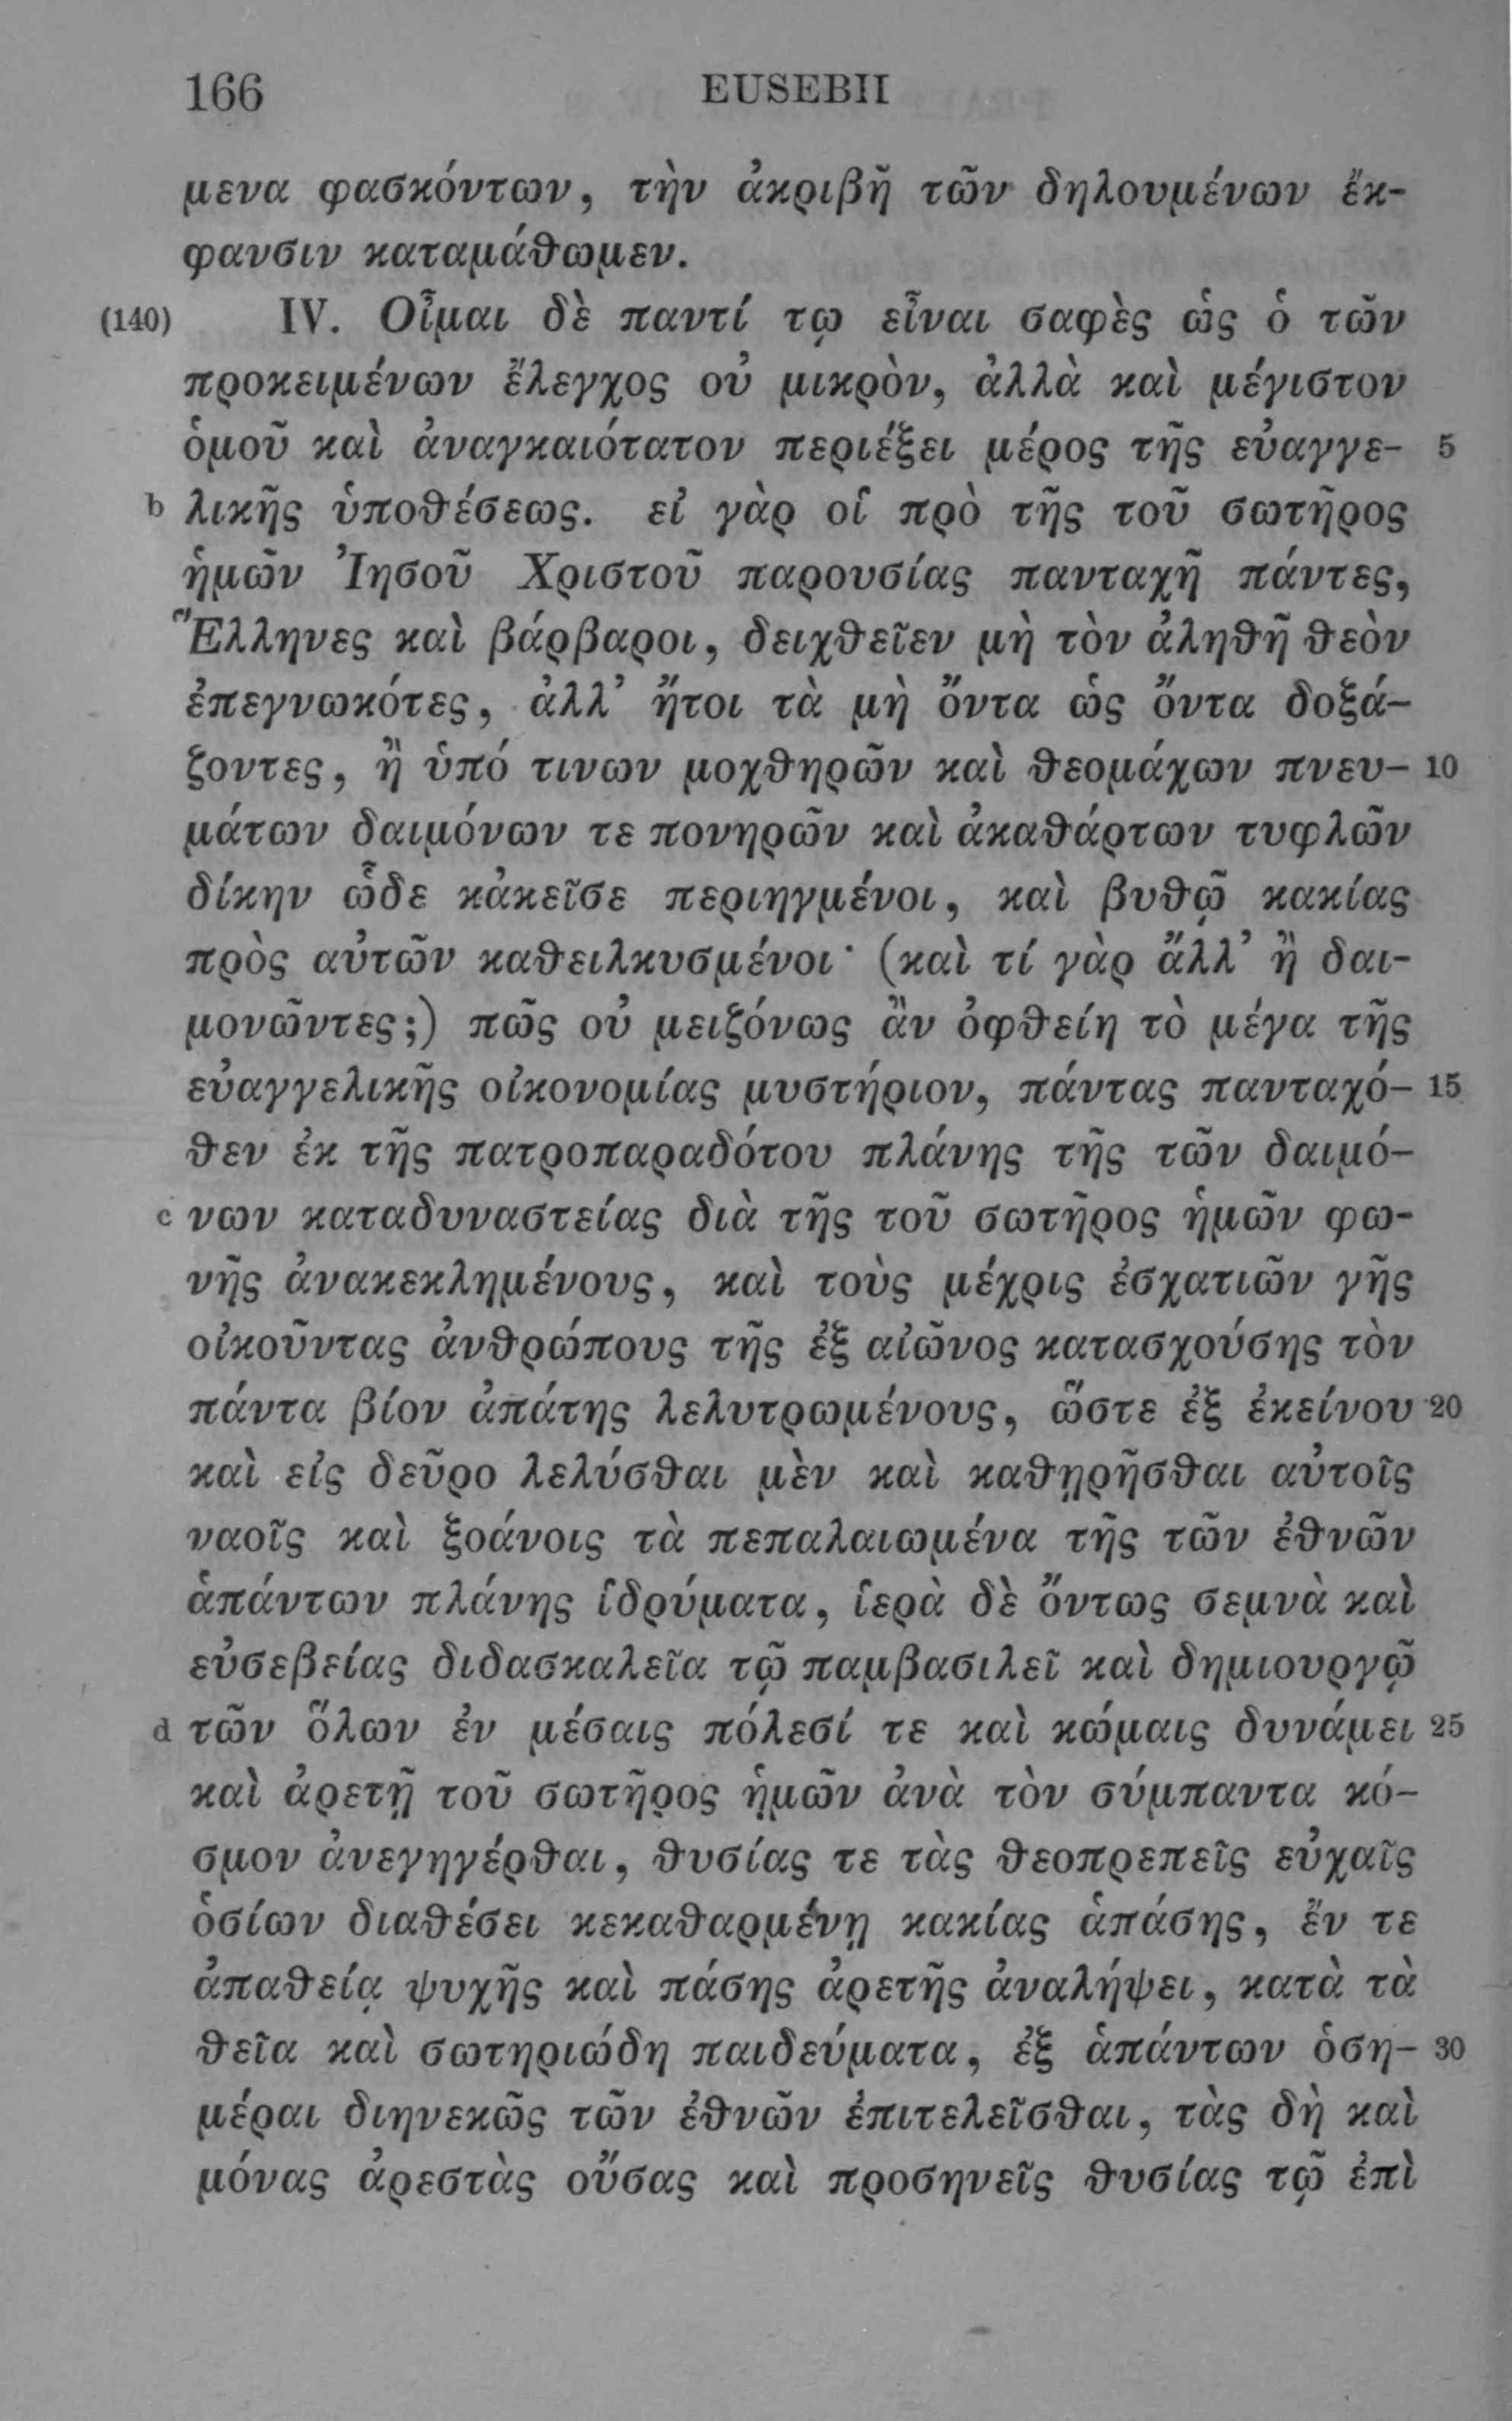 166 EUSEBII
μενα φασκόντων, τὴν ἀκριβῆ τῶν δηλουμένων ἔκ-
φανσιν καταμάθωμεν.
(140) IV. Οἶμαι δὲ παντί τῳ εἶναι σαφὲς ὡς ὁ τῶν
προκειμένων ἔλεγχος οὐ μικρὸν, ἀλλὰ καὶ μέγιστον
ὁμοῦ καὶ ἀναγκαιότατον περιέξει μέρος τῆς εὐαγγε- 5
b λικῆς ὑποθέσεως. εἰ γὰρ οἱ πρὸ τῆς τοῦ σωτῆρος
ἡμῶν Ἰησοῦ Χριστοῦ παρουσίας πανταχῆ πάντες,
Ἕλληνες καὶ βάρβαροι, δειχθεῖεν μὴ τὸν ἀληθῆ θεὸν
ἐπεγνωκότες, ἀλλ’ ἤτοι τὰ μὴ ὄντα ὡς ὄντα δοξά-
ζοντες, ἢ ὑπό τινων μοχθηρῶν καὶ θεομάχων πνευ- 10
μάτων δαιμόνων τε πονηρῶν καὶ ἀκαθάρτων τυφλῶν
δίκην ὧδε κἀκεῖσε περιηγμένοι, καὶ βυθῷ κακίας
πρὸς αὐτῶν καθειλκυσμένοι· (καὶ τί γὰρ ἄλλ’ ἢ δαι-
μονῶντες;) πῶς οὐ μειζόνως ἂν ὀφθείη τὸ μέγα τῆς
εὐαγγελικῆς οἰκονομίας μυστήριον, πάντας πανταχό- 15
θεν ἐκ τῆς πατροπαραδότου πλάνης τῆς τῶν δαιμό-
c νων καταδυναστείας διὰ τῆς τοῦ σωτῆρος ἡμῶν φω-
νῆς ἀνακεκλημένους, καὶ τοὺς μέχρις ἐσχατιῶν γῆς
οἰκοῦντας ἀνθρώπους τῆς ἐξ αἰῶνος κατασχούσης τὸν
πάντα βίον ἀπάτης λελυτρωμένους, ὥστε ἐξ ἐκείνου 20
καὶ εἰς δεῦρο λελύσθαι μὲν καὶ καθῃρῆσθαι αὐτοῖς
ναοῖς καὶ ξοάνοις τὰ πεπαλαιωμένα τῆς τῶν ἐθνῶν
ἁπάντων πλάνης ἱδρύματα, ἱερὰ δὲ ὄντως σεμνὰ καὶ
εὐσεβείας διδασκαλεῖα τῷ παμβασιλεῖ καὶ δημιουργῷ
d τῶν ὅλων ἐν μέσαις πόλεσί τε καὶ κώμαις δυνάμει 25
καὶ ἀρετῇ τοῦ σωτῆρος ἡμῶν ἀνὰ τὸν σύμπαντα κό-
σμον ἀνεγηγέρθαι, θυσίας τε τὰς θεοπρεπεῖς εὐχαῖς
ὁσίων διαθέσει κεκαθαρμένῃ κακίας ἁπάσης, ἔν τε
ἀπαθείᾳ ψυχῆς καὶ πάσης ἀρετῆς ἀναλήψει, κατὰ τὰ
θεῖα καὶ σωτηριώδη παιδεύματα, ἐξ ἁπάντων ὁση- 30
μέραι διηνεκῶς τῶν ἐθνῶν ἐπιτελεῖσθαι, τὰς δὴ καὶ
μόνας ἀρεστὰς οὔσας καὶ προσηνεῖς θυσίας τῷ ἐπὶ